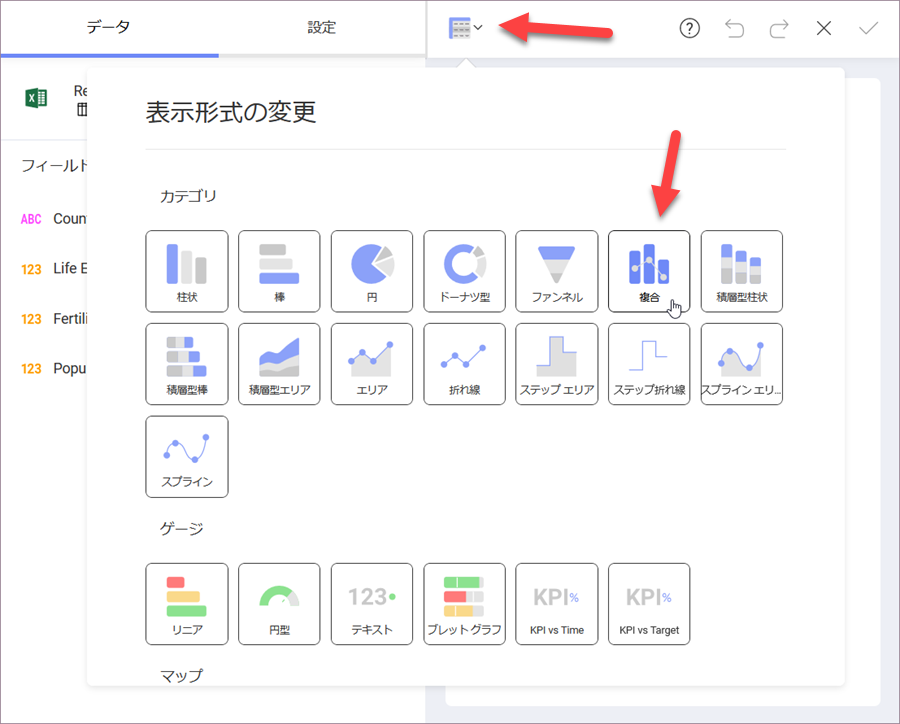 データ
設定
Re
表示形式の変更
フィールド
カテゴリ
ABC Coun
123 Life E
123 Fertili
123 Popu
柱状
棒
円
ドーナツ型
ファンネル
複合
積層型柱状
積層型棒
積層型エリア
エリア
折れ線
ステップ エリア
ステップ折れ線
スプライン エリ...
スプライン
ゲージ
リニア
円型
123
テキスト
ブレット グラフ
KPI%
KPI vs Time
KPI%
KPI vs Target
マップ